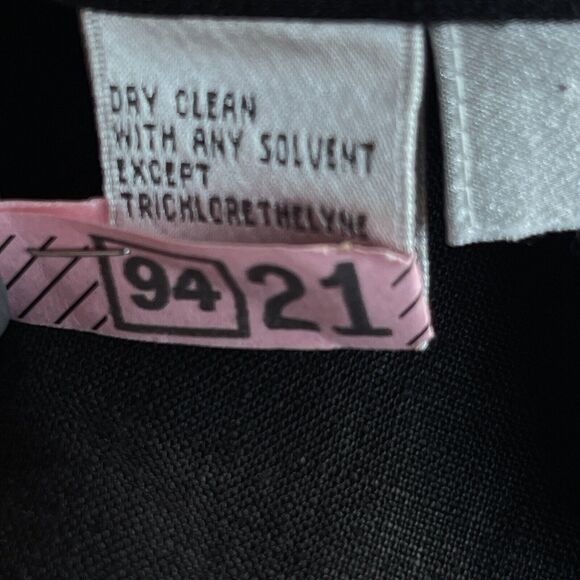 DRY CLEAN
WITH ANY SOLVENT
EXCEPT
TRICHLORETHELYNE
94 21